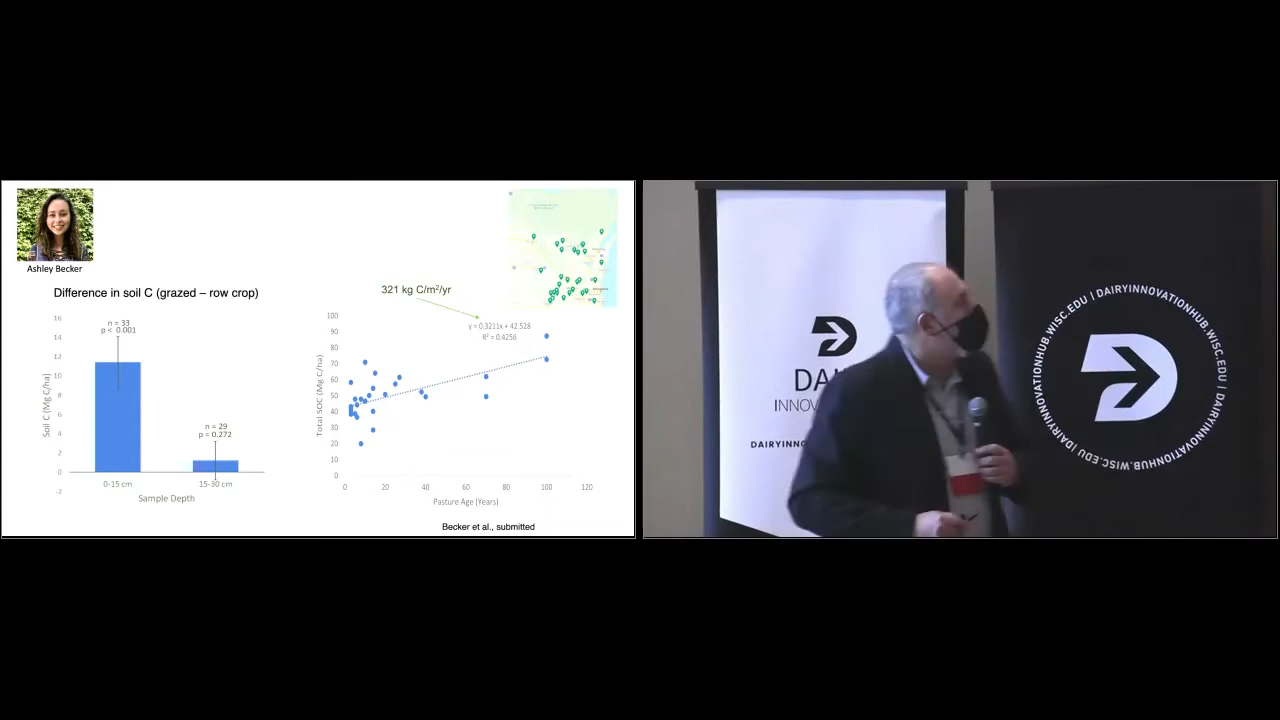 Ashley Becker
Difference in soil C (grazed – row crop)
16
14
12
10
8
6
4
2
0
-2
Soil C (Mg C/ha)
n = 33
p < 0.001
n = 29
p = 0.272
0-15 cm
15-30 cm
Sample Depth
321 kg C/m²/yr
y = 0.3211x + 42.528
R² = 0.4256
100
90
80
70
60
50
40
30
20
10
0
Total SOC (Mg C/ha)
0
20
40
60
80
100
120
Pasture Age (Years)
Becker et al., submitted
DAI
INNOV
DAIRYINNO
DAIRYINNOVATIONHUB.WISC.EDU | DAIRYINNOVATIONHUB.WISC.EDU | DAIRYINNOVATIONHUB.WISC.EDU |